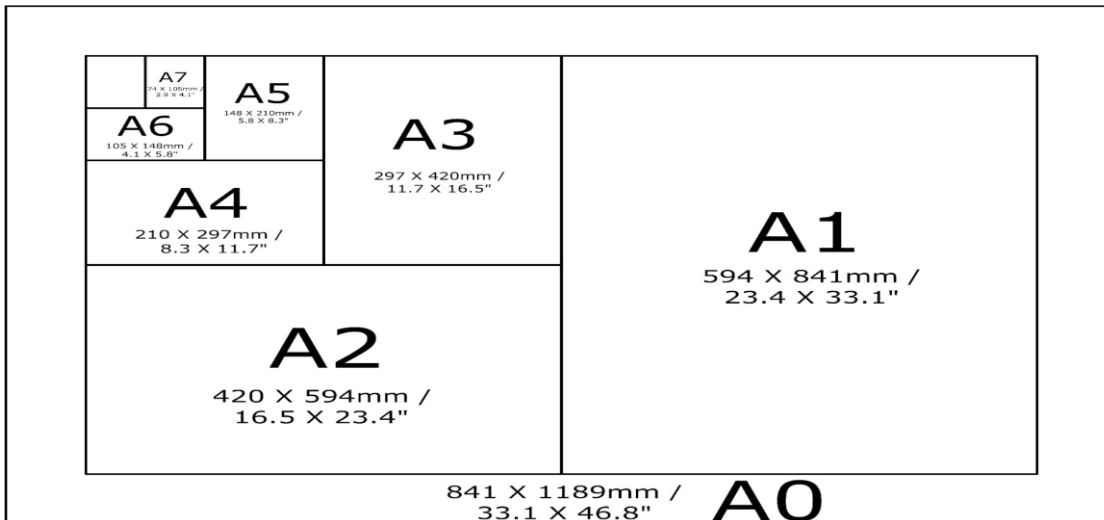 A7
74 X 105mm /
2.9 X 4.1"
A5
148 X 210mm /
5.8 X 8.3"
A6
105 X 148mm /
4.1 X 5.8"
A3
297 X 420mm /
11.7 X 16.5"
A4
210 X 297mm /
8.3 X 11.7"
A1
594 X 841mm /
23.4 X 33.1"
A2
420 X 594mm /
16.5 X 23.4"
841 X 1189mm /
33.1 X 46.8"
A0